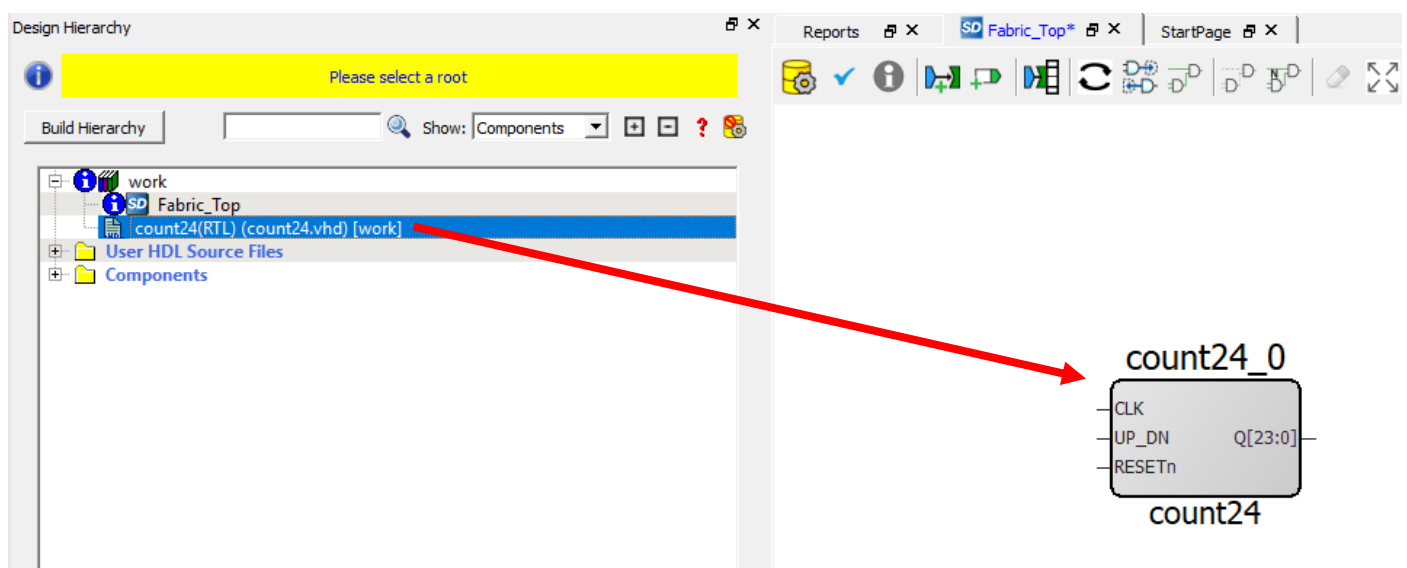 Design Hierarchy
Please select a root
Build Hierarchy
Show: Components
work
Fabric_Top
count24(RTL) (count24.vhd) [work]
User HDL Source Files
Components
Reports
SD Fabric_Top*
StartPage
count24_0
CLK
UP_DN Q[23:0]
RESETn
count24